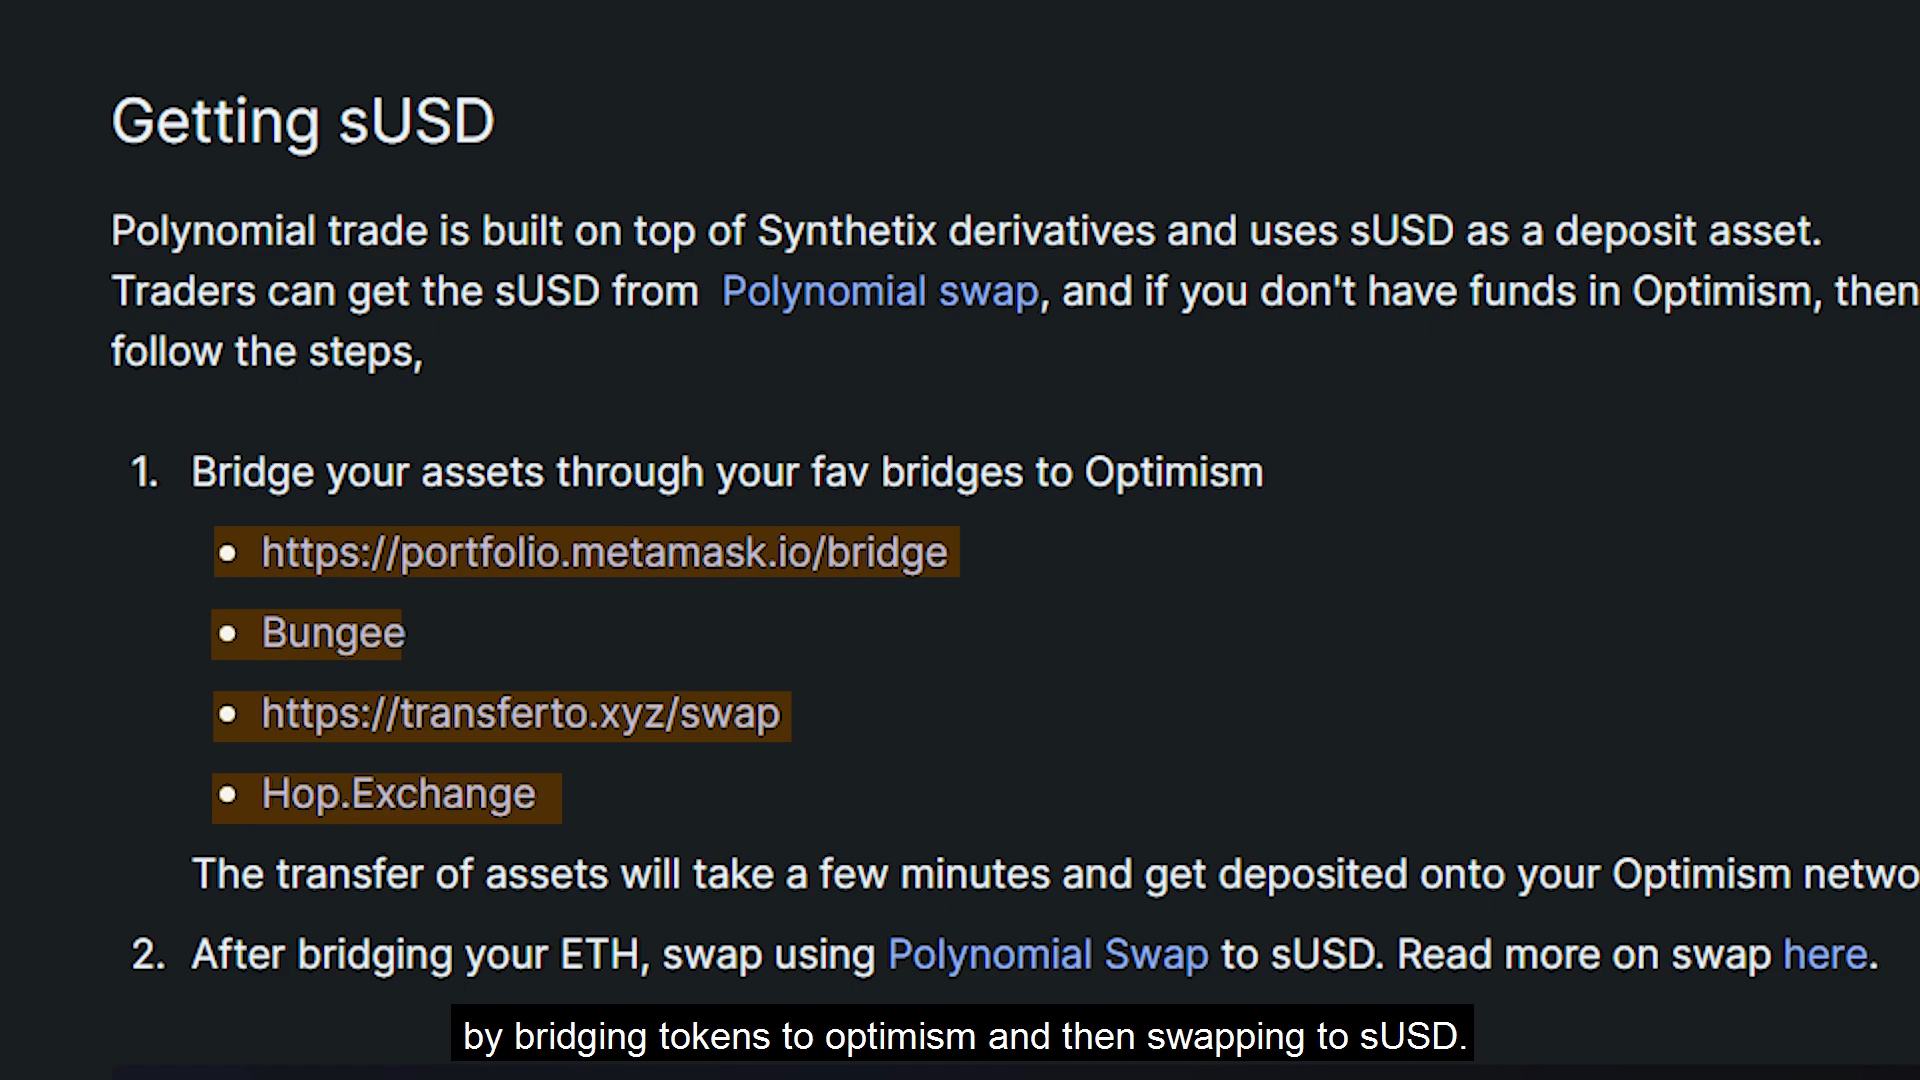 Getting sUSD
Polynomial trade is built on top of Synthetix derivatives and uses sUSD as a deposit asset.
Traders can get the sUSD from Polynomial swap, and if you don't have funds in Optimism, then
follow the steps,
1. Bridge your assets through your fav bridges to Optimism
• https://portfolio.metamask.io/bridge
• Bungee
• https://transferto.xyz/swap
• Hop.Exchange
The transfer of assets will take a few minutes and get deposited onto your Optimism netwo
2. After bridging your ETH, swap using Polynomial Swap to sUSD. Read more on swap here.
by bridging tokens to optimism and then swapping to sUSD.